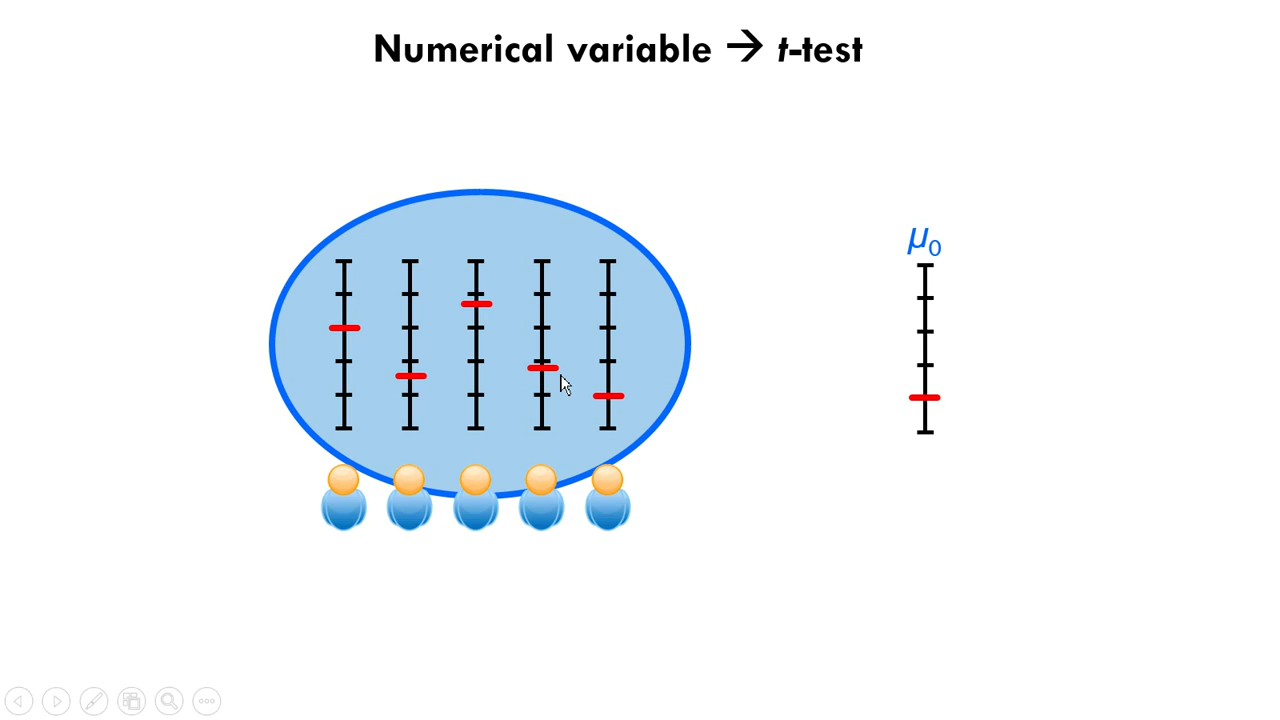 Numerical variable → t-test
μ0